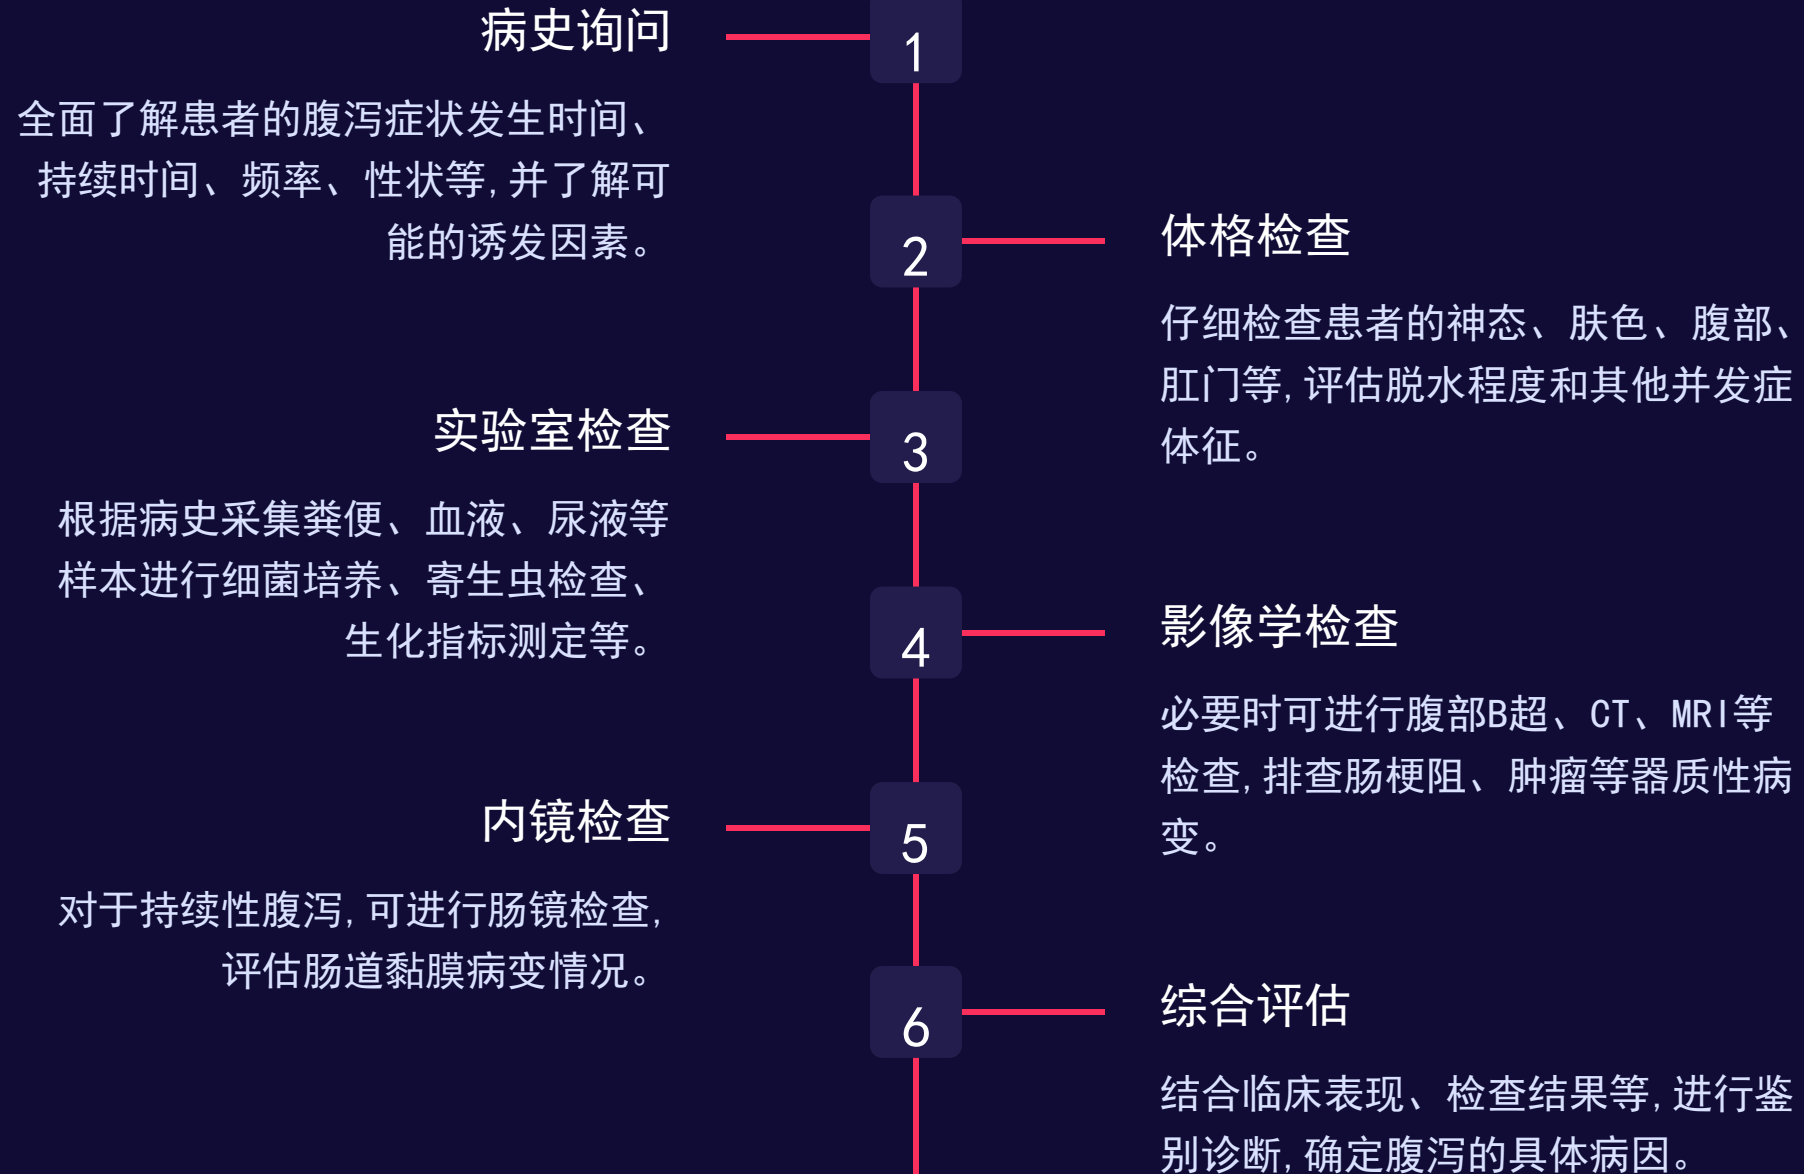 病史询问
1
全面了解患者的腹泻症状发生时间、
持续时间、频率、性状等,并了解可
能的诱发因素。
2
体格检查
仔细检查患者的神态、肤色、腹部、
肛门等,评估脱水程度和其他并发症
体征。
实验室检查
3
根据病史采集粪便、血液、尿液等
样本进行细菌培养、寄生虫检查、
生化指标测定等。
4
影像学检查
必要时可进行腹部B超、CT、MRI等
检查,排查肠梗阻、肿瘤等器质性病
变。
内镜检查
5
对于持续性腹泻,可进行肠镜检查,
评估肠道黏膜病变情况。
6
综合评估
结合临床表现、检查结果等,进行鉴
别诊断,确定腹泻的具体病因。